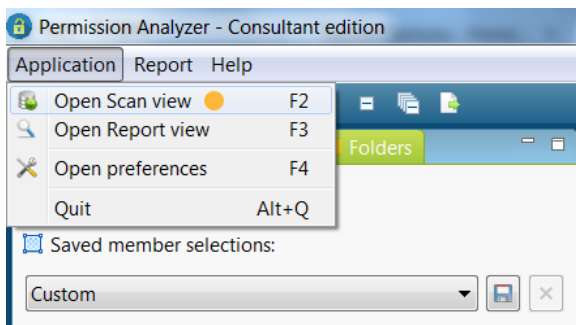 Permission Analyzer - Consultant edition
Application Report Help
Open Scan view F2
Open Report view F3
Folders
Open preferences F4
Quit Alt+Q
Saved member selections:
Custom